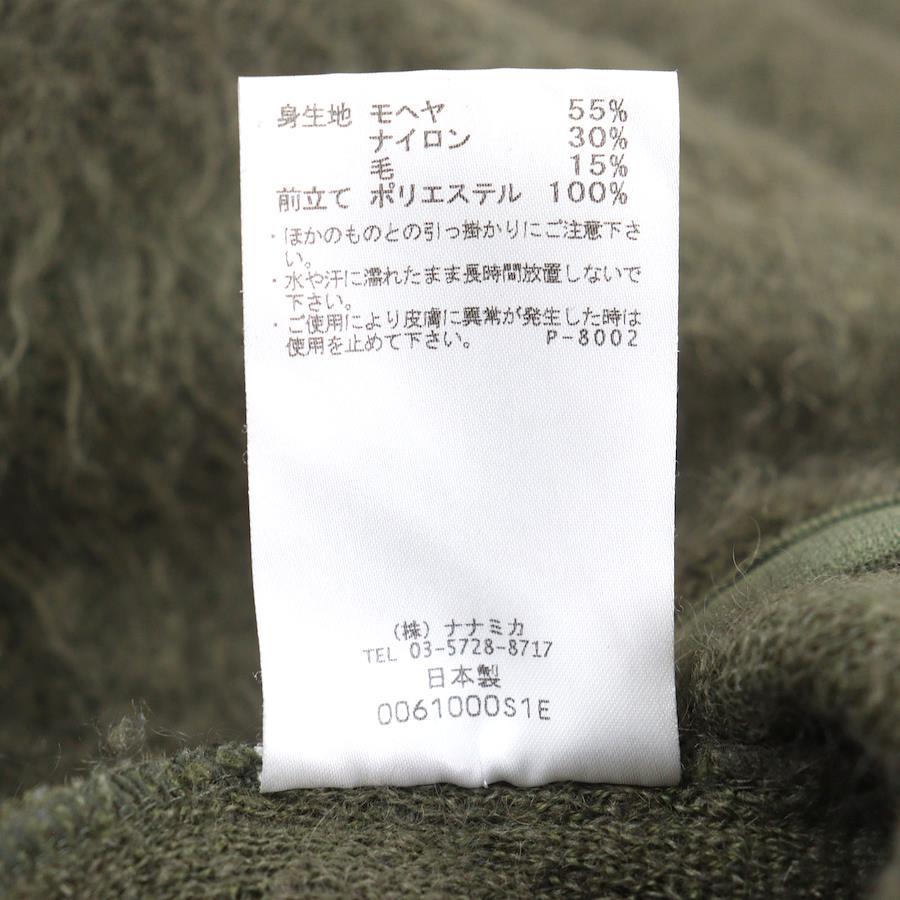 身生地 モヘヤ 55%
ナイロン 30%
毛 15%
前立て ポリエステル 100%
・ほかのものとの引っ掛かりにご注意下さ
い。
・水や汗に濡れたまま長時間放置しないで
下さい。
・ご使用により皮膚に異常が発生した時は
使用を止めて下さい。 P-8002
(株) ナナミカ
TEL 03-5728-8717
日本製
0061000S1E